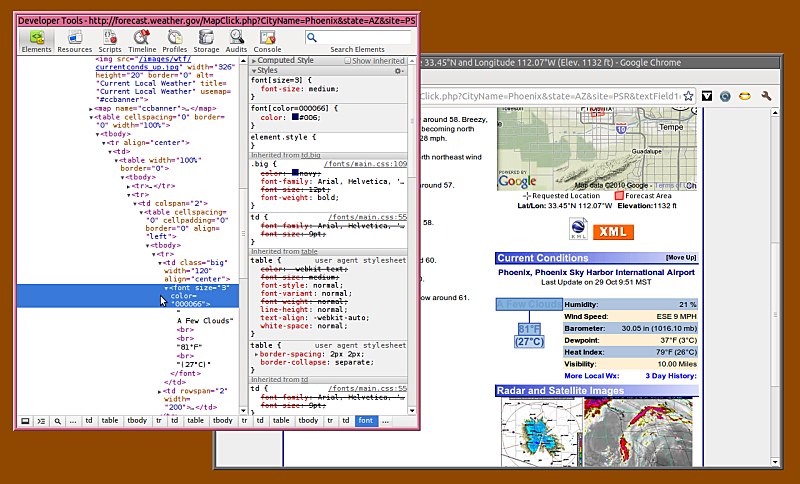 Developer Tools - http://forecast.weather.gov/MapClick.php?CityName=Phoenix&state=AZ&site=PS
Elements Resources Scripts Timeline Profiles Storage Audits Console Search Elements
<img src="/images/wtf/
currentconds_up.jpg" width="326"
height="20" border="0" alt=
"Current Local Weather" title=
"Current Local Weather" usemap=
"#ccbanner">
▶<map name="ccbanner">…</map>
▼<table cellspacing="0" border=
"0" width="100%">
▼<tbody>
▼<tr align="center">
▼<td>
▼<table width="100%"
border="0">
▼<tbody>
▶<tr>…</tr>
▼<tr>
▼<td colspan="2">
▼<table cellspacing=
"0" cellpadding="0"
border="0" align=
"left">
▼<tbody>
▼<tr>
▼<td class="big"
width="120"
align="center">
▼<font size="3"
color=
"000066">
"
A Few Clouds"
<br>
<br>
"81°F"
<br>
"(27°C)"
</font>
</td>
▶<td rowspan="2"
width=
"200">…</td>
▶ Computed Style Show inherited
▼ Styles
font[size=3] {
font-size: medium;
}
font[color=000066] {
color: #006;
}
element.style {
}
Inherited from td.big
.big { /fonts/main.css:109
color: navy;
font-family: Arial, Helvetica, '…
font-size: 12pt;
font-weight: bold;
}
td { /fonts/main.css:55
font-family: Arial, Helvetica, '…
font-size: 9pt;
}
Inherited from table
table { user agent stylesheet
color: -webkit-text;
font-size: medium;
font-style: normal;
font-variant: normal;
font-weight: normal;
line-height: normal;
text-align: -webkit-auto;
white-space: normal;
}
table { user agent stylesheet
▶border-spacing: 2px 2px;
border-collapse: separate;
}
Inherited from td
td { /fonts/main.css:55
font-family: Arial, Helvetica, '…
font-size: 9pt;
… td table tbody tr td table tbody tr td table tbody tr td font …
33.45°N and Longitude 112.07°W (Elev. 1132 ft) - Google Chrome
Click.php?CityName=Phoenix&state=AZ&site=PSR&textField1=
58. Breezy,
becoming north
28 mph.
rth northeast wind
around 57.
58.
d 60.
ow around 61.
PHOENIX
10
Tempe
Guadalupe
POWERED BY
Google
Map data ©2010 Google - Terms of Use
Requested Location Forecast Area
Lat/Lon: 33.45°N 112.07°W Elevation: 1132 ft
XML XML
Current Conditions [Move Up]
Phoenix, Phoenix Sky Harbor International Airport
Last Update on 29 Oct 9:51 MST
A Few Clouds
81°F
(27°C)
Humidity: 21 %
Wind Speed: ESE 9 MPH
Barometer: 30.05 in (1016.10 mb)
Dewpoint: 37°F (3°C)
Heat Index: 79°F (26°C)
Visibility: 10.00 Miles
More Local Wx: 3 Day History:
Radar and Satellite Images